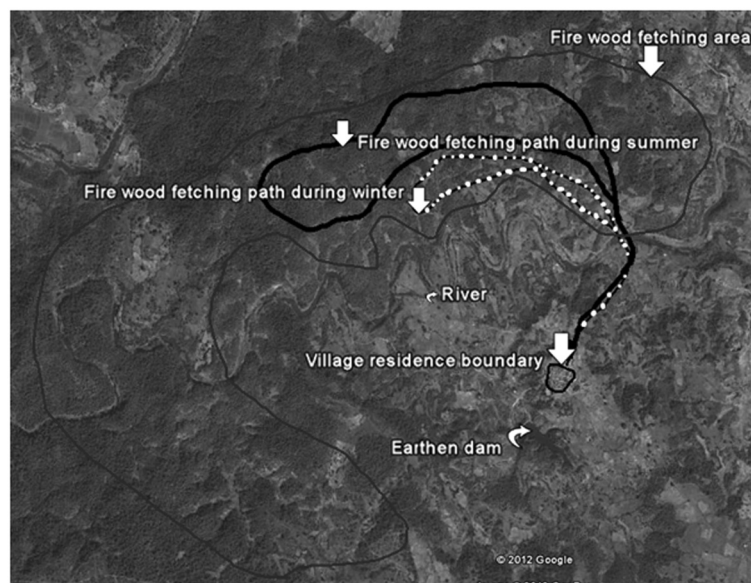 Fire wood fetching area
Fire wood fetching path during summer
Fire wood fetching path during winter
River
Village residence boundary
Earthen dam
© 2012 Google